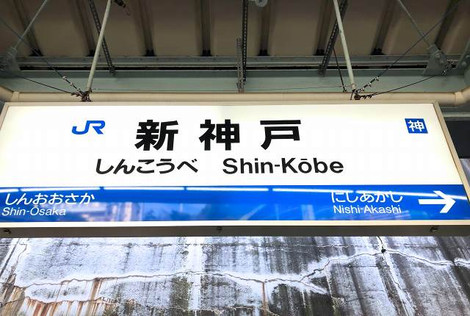 JR 新神戸 神
しんこうべ Shin-Kōbe
しんおおさか にしあかし
Shin-Ōsaka Nishi-Akashi